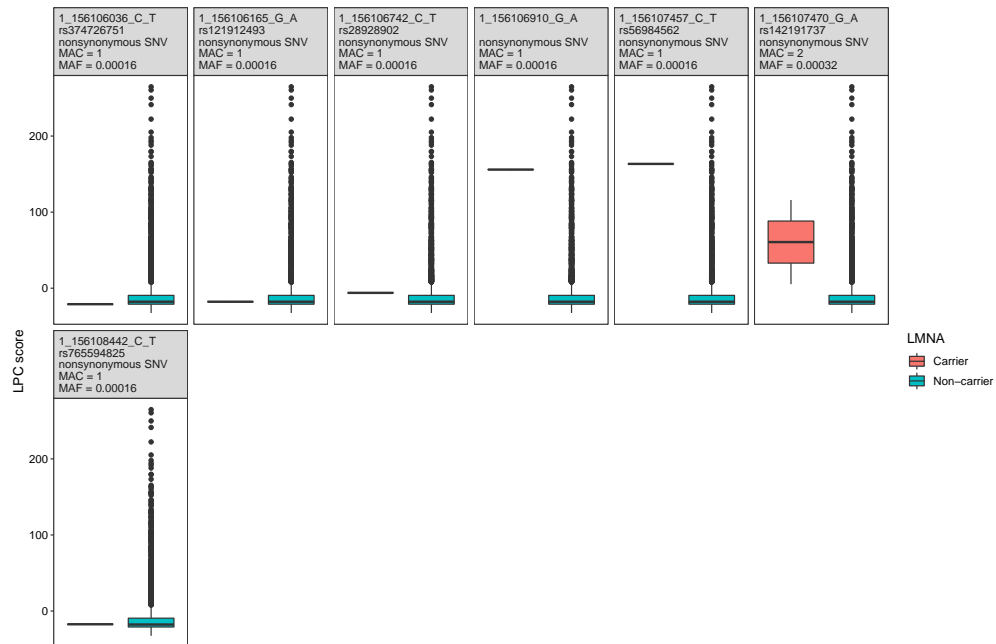 1_156106036_C_T
rs374726751
nonsynonymous SNV
MAC = 1
MAF = 0.00016
1_156106165_G_A
rs121912493
nonsynonymous SNV
MAC = 1
MAF = 0.00016
1_156106742_C_T
rs28928902
nonsynonymous SNV
MAC = 1
MAF = 0.00016
1_156106910_G_A
nonsynonymous SNV
MAC = 1
MAF = 0.00016
1_156107457_C_T
rs56984562
nonsynonymous SNV
MAC = 1
MAF = 0.00016
1_156107470_G_A
rs142191737
nonsynonymous SNV
MAC = 2
MAF = 0.00032
200
100
0
1_156108442_C_T
rs765594825
nonsynonymous SNV
MAC = 1
MAF = 0.00016
200
100
0
LPC score
LMNA
Carrier
Non−carrier